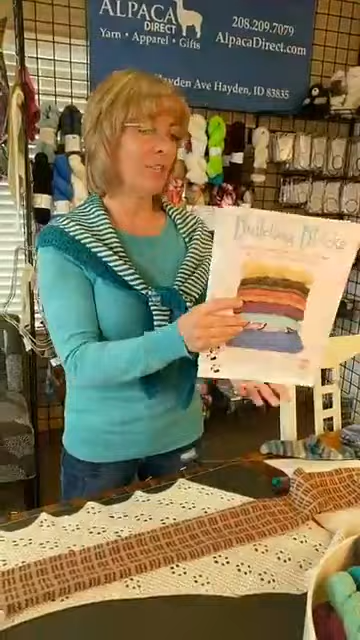 ALPACA
DIRECT
Yarn • Apparel • Gifts
208.209.7079
AlpacaDirect.com
Hayden Ave Hayden, ID 83835
Building Blocks